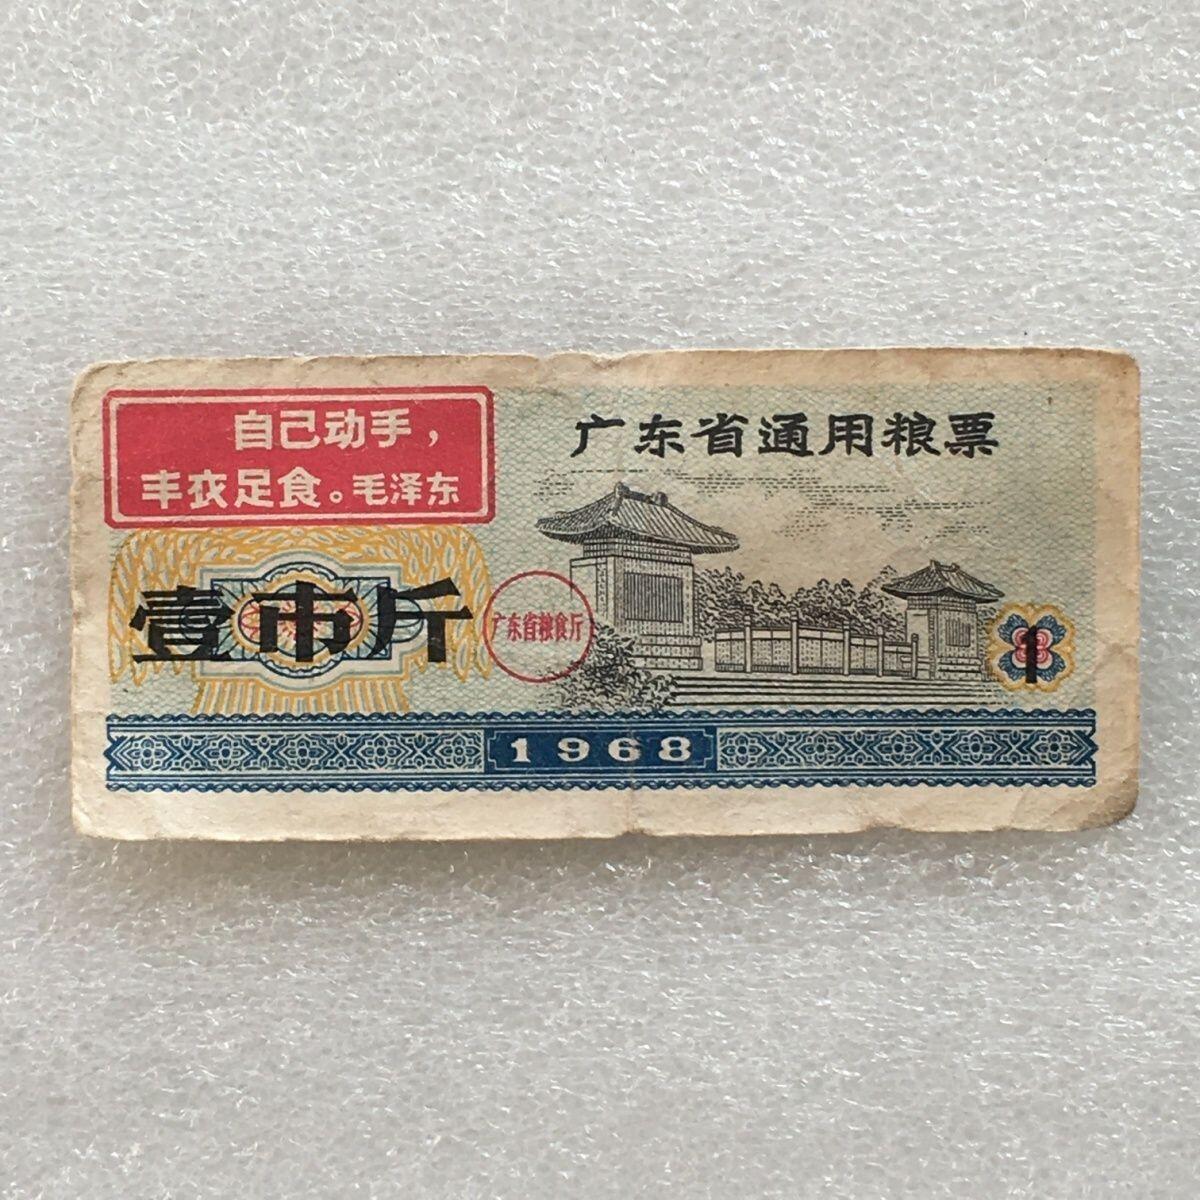 自己动手，
丰衣足食。毛泽东
广东省通用粮票
壹市斤
广东省粮食厅
1
1968